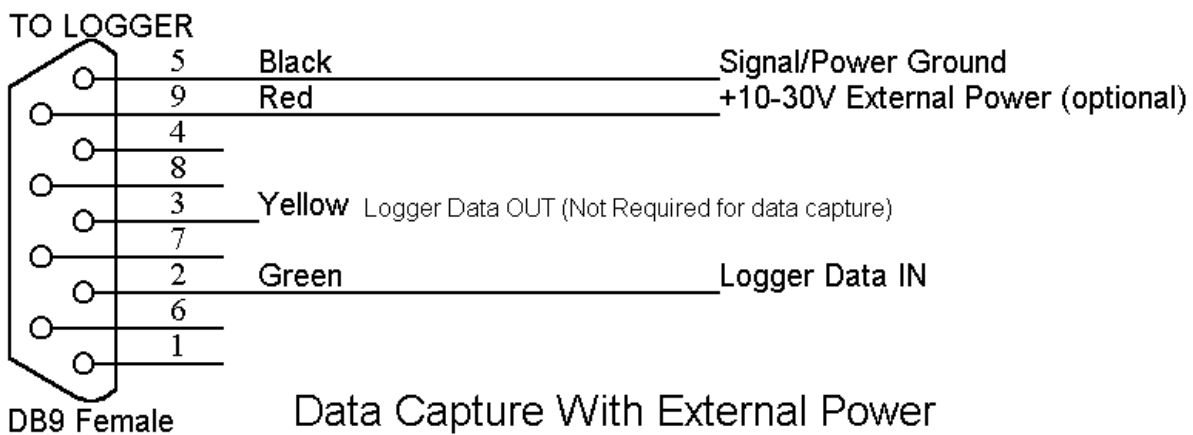 TO LOGGER
5 Black Signal/Power Ground
9 Red +10-30V External Power (optional)
4
8
3 Yellow Logger Data OUT (Not Required for data capture)
7
2 Green Logger Data IN
6
1
DB9 Female Data Capture With External Power